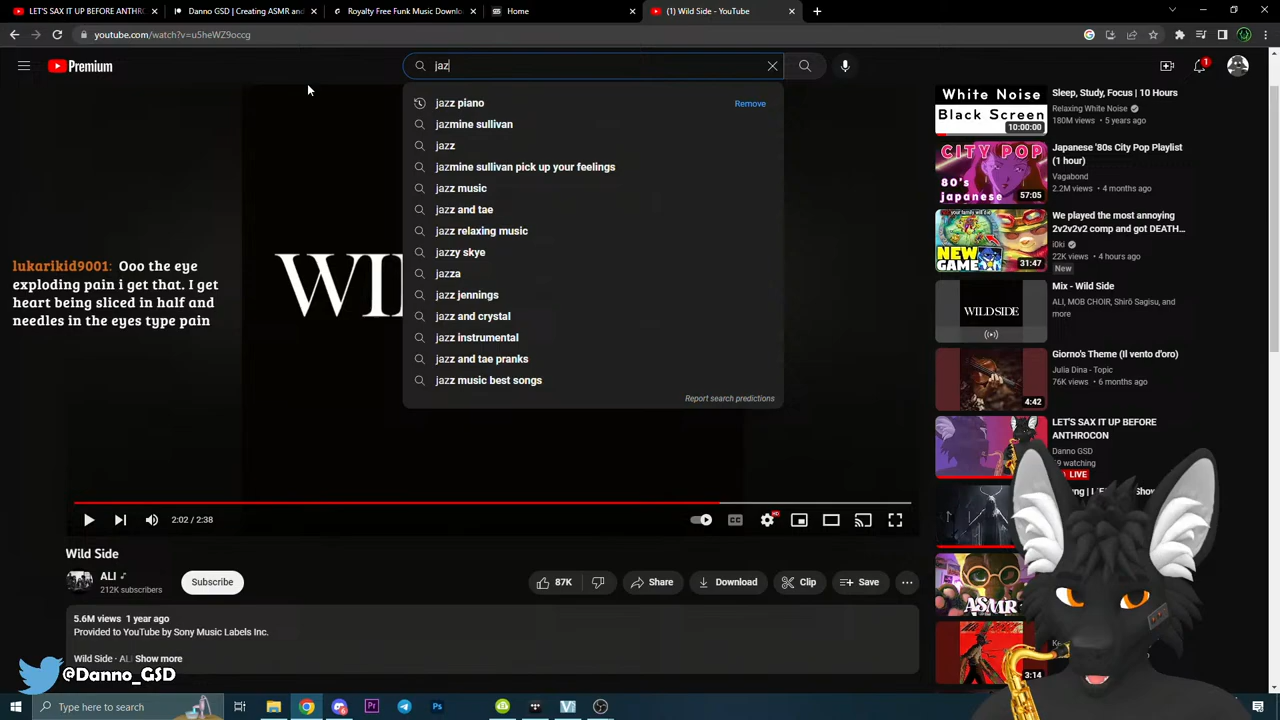 LET'S SAX IT UP BEFORE ANTHRC
Danno GSD | Creating ASMR and
Royalty Free Funk Music Downlo
Home
(1) Wild Side - YouTube
youtube.com/watch?v=u5heWZ9occg
Premium
jaz
1
jazz piano
Remove
jazmine sullivan
jazz
jazmine sullivan pick up your feelings
jazz music
jazz and tae
jazz relaxing music
jazzy skye
jazza
jazz jennings
jazz and crystal
jazz instrumental
jazz and tae pranks
jazz music best songs
Report search predictions
lukarikid9001: Ooo the eye
exploding pain i get that. I get
heart being sliced in half and
needles in the eyes type pain
WI
2:02 / 2:38
CC
HD
Wild Side
ALI
212K subscribers
Subscribe
87K
Share
Download
Clip
Save
5.6M views 1 year ago
Provided to YouTube by Sony Music Labels Inc.
Wild Side · ALI Show more
@Danno_GSD
White Noise
Black Screen
10:00:00
Sleep, Study, Focus | 10 Hours
Relaxing White Noise
180M views • 5 years ago
CITY POP
80's
japanese
57:05
Japanese '80s City Pop Playlist
(1 hour)
Vagabond
2.2M views • 4 months ago
NEW
GAME
31:47
We played the most annoying
2v2v2v2 comp and got DEATH...
i0ki
22K views • 4 hours ago
New
WILDSIDE
Mix - Wild Side
ALI, MOB CHOIR, Shirō Sagisu, and
more
4:42
Giorno's Theme (Il vento d'oro)
Julia Dina - Topic
76K views • 6 months ago
LET'S SAX IT UP BEFORE
ANTHROCON
Danno GSD
watching
LIVE
ASMR
3:14
Type here to search